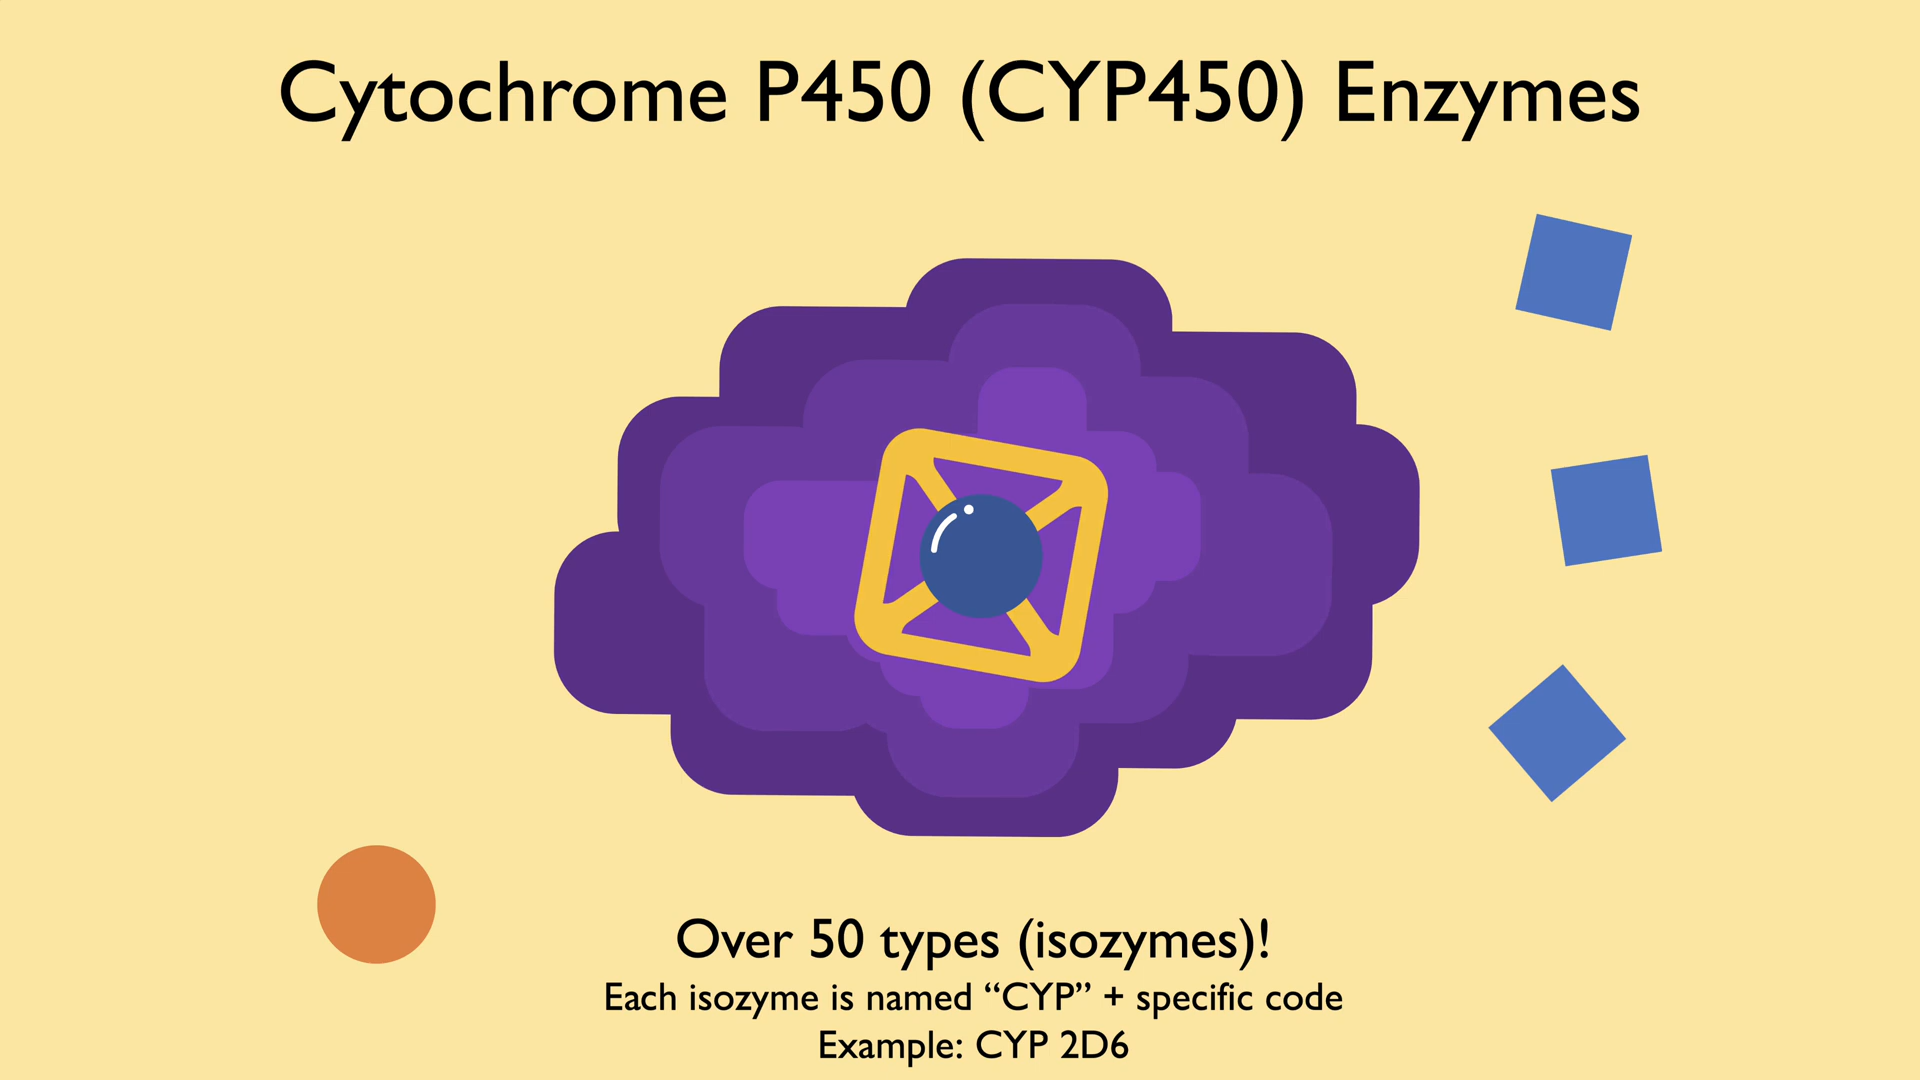 Cytochrome P450 (CYP450) Enzymes
Over 50 types (isozymes)!
Each isozyme is named “CYP” + specific code
Example: CYP 2D6